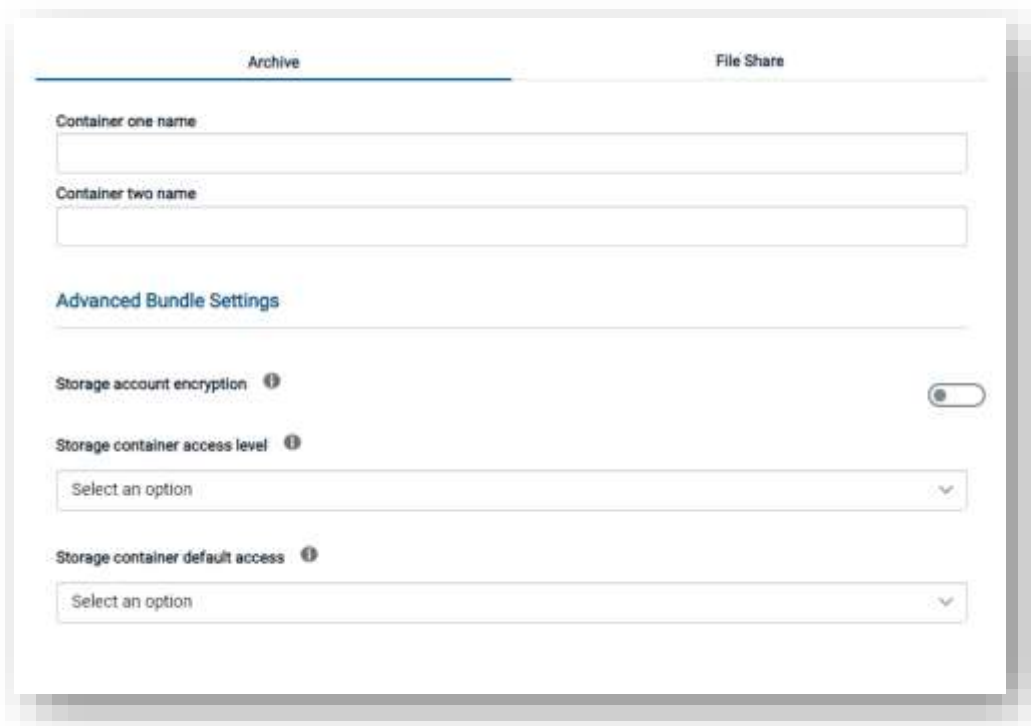 Archive File Share
Container one name
Container two name
Advanced Bundle Settings
Storage account encryption
Storage container access level
Select an option
Storage container default access
Select an option